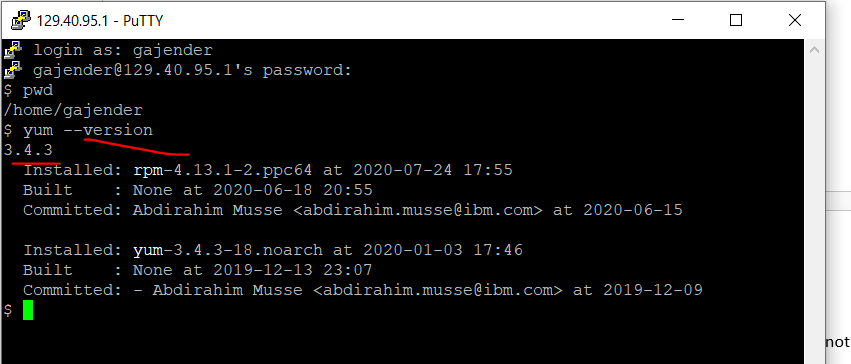 129.40.95.1 - PuTTY
login as: gajender
gajender@129.40.95.1's password:
$ pwd
/home/gajender
$ yum --version
3.4.3
  Installed: rpm-4.13.1-2.ppc64 at 2020-07-24 17:55
  Built    : None at 2020-06-18 20:55
  Committed: Abdirahim Musse <abdirahim.musse@ibm.com> at 2020-06-15

  Installed: yum-3.4.3-18.noarch at 2020-01-03 17:46
  Built    : None at 2019-12-13 23:07
  Committed: - Abdirahim Musse <abdirahim.musse@ibm.com> at 2019-12-09
$
not